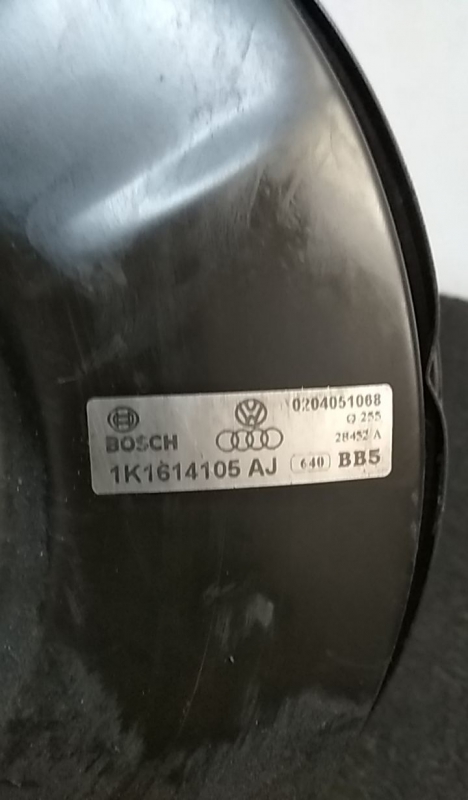 BOSCH
0204051068
Q 255
28452 A
1K1614105 AJ 640 BB5